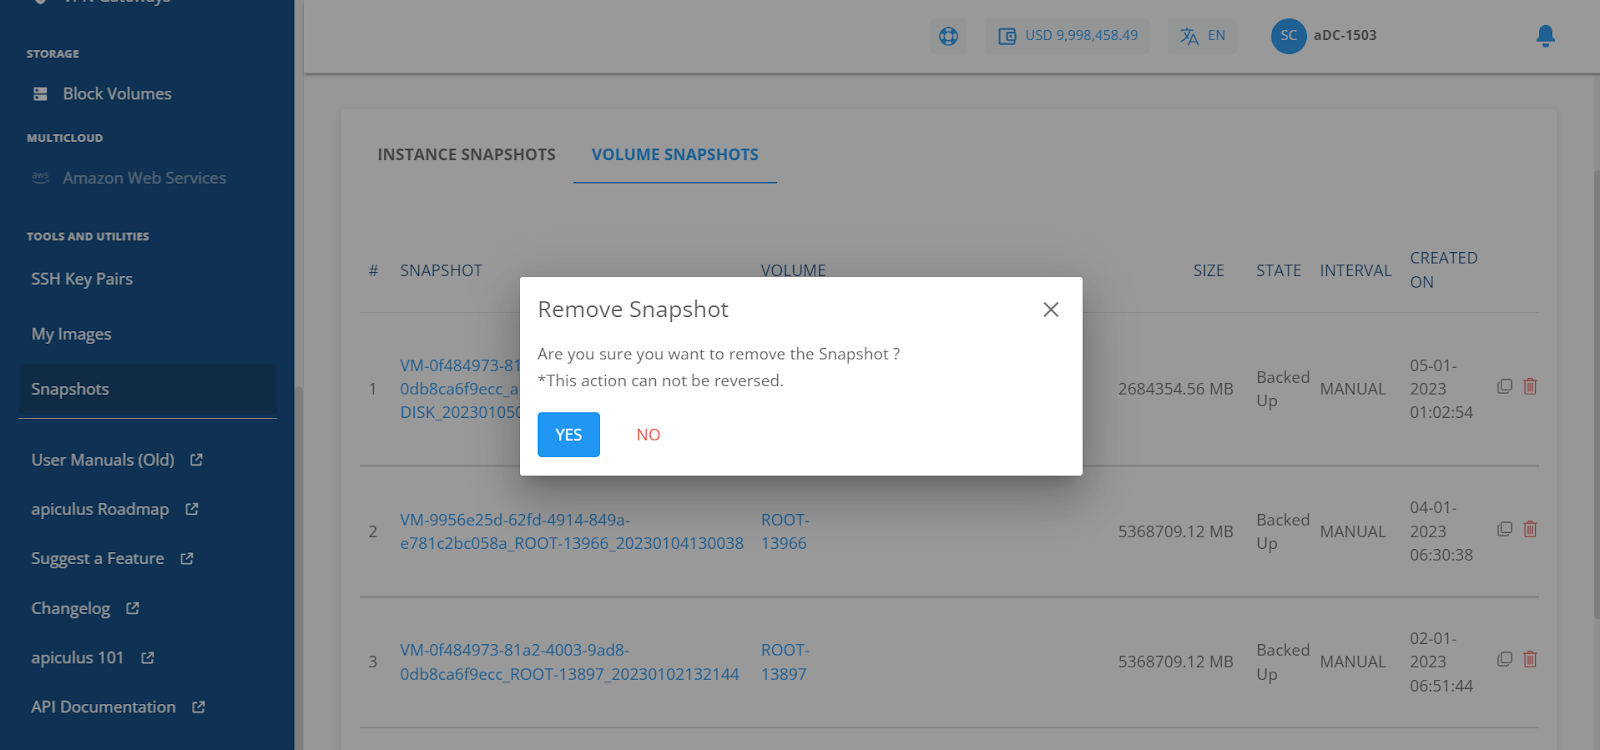 STORAGE
Block Volumes
MULTICLOUD
aws Amazon Web Services
TOOLS AND UTILITIES
SSH Key Pairs
My Images
Snapshots
User Manuals (Old)
apiculus Roadmap
Suggest a Feature
Changelog
apiculus 101
API Documentation
USD 9,998,458.49
EN
SC aDC-1503
INSTANCE SNAPSHOTS VOLUME SNAPSHOTS
# SNAPSHOT VOLUME SIZE STATE INTERVAL CREATED
ON
Remove Snapshot
Are you sure you want to remove the Snapshot ?
*This action can not be reversed.
YES NO
1
VM-0f484973-81
0db8ca6f9ecc_a
DISK_20230105
2684354.56 MB
Backed
Up
MANUAL
05-01-
2023
01:02:54
2
VM-9956e25d-62fd-4914-849a-
e781c2bc058a_ROOT-13966_20230104130038
ROOT-
13966
5368709.12 MB
Backed
Up
MANUAL
04-01-
2023
06:30:38
3
VM-0f484973-81a2-4003-9ad8-
0db8ca6f9ecc_ROOT-13897_20230102132144
ROOT-
13897
5368709.12 MB
Backed
Up
MANUAL
02-01-
2023
06:51:44